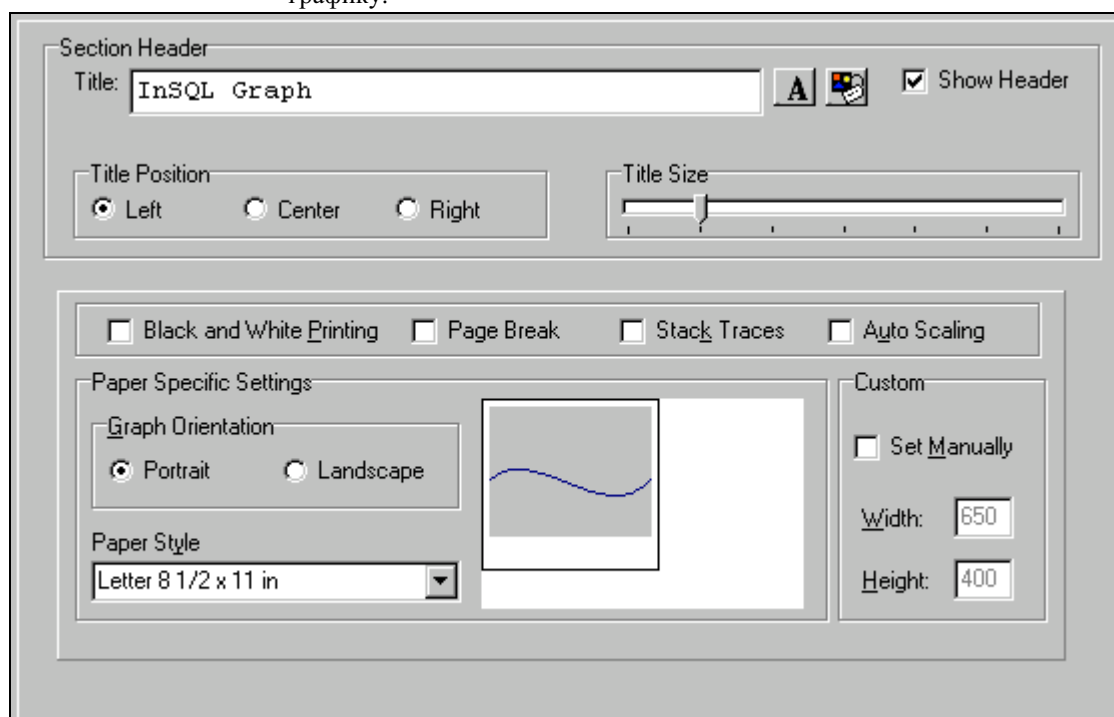 графику.
Section Header
Title: InSQL Graph A Show Header
Title Position Title Size
Left Center Right
Black and White Printing Page Break Stack Traces Auto Scaling
Paper Specific Settings Custom
Graph Orientation
Portrait Landscape Set Manually
Width: 650
Paper Style
Letter 8 1/2 x 11 in Height: 400